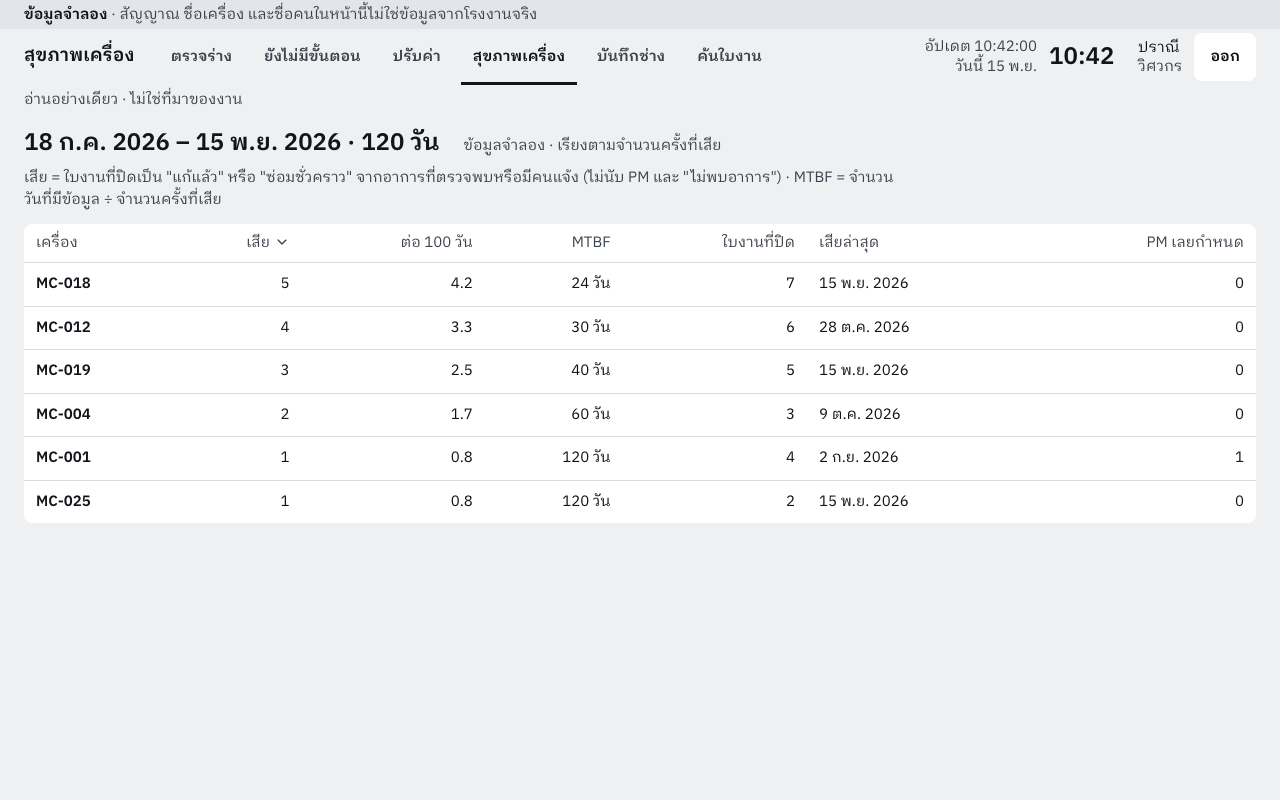 ข้อมูลจำลอง · สัญญาณ ชื่อเครื่อง และชื่อคนในหน้านี้ไม่ใช่ข้อมูลจากโรงงานจริง
สุขภาพเครื่อง ตรวจร่าง ยังไม่มีขั้นตอน ปรับค่า สุขภาพเครื่อง บันทึกช่าง ค้นใบงาน อัปเดต 10:42:00 วันนี้ 15 พ.ย. 10:42 ปราณี วิศวกร ออก
อ่านอย่างเดียว · ไม่ใช่ที่มาของงาน
18 ก.ค. 2026 – 15 พ.ย. 2026 · 120 วัน ข้อมูลจำลอง · เรียงตามจำนวนครั้งที่เสีย
เสีย = ใบงานที่ปิดเป็น "แก้แล้ว" หรือ "ซ่อมชั่วคราว" จากอาการที่ตรวจพบหรือมีคนแจ้ง (ไม่นับ PM และ "ไม่พบอาการ") · MTBF = จำนวน
วันที่มีข้อมูล ÷ จำนวนครั้งที่เสีย
เครื่อง เสีย ต่อ 100 วัน MTBF ใบงานที่ปิด เสียล่าสุด PM เลยกำหนด
MC-018 5 4.2 24 วัน 7 15 พ.ย. 2026 0
MC-012 4 3.3 30 วัน 6 28 ต.ค. 2026 0
MC-019 3 2.5 40 วัน 5 15 พ.ย. 2026 0
MC-004 2 1.7 60 วัน 3 9 ต.ค. 2026 0
MC-001 1 0.8 120 วัน 4 2 ก.ย. 2026 1
MC-025 1 0.8 120 วัน 2 15 พ.ย. 2026 0